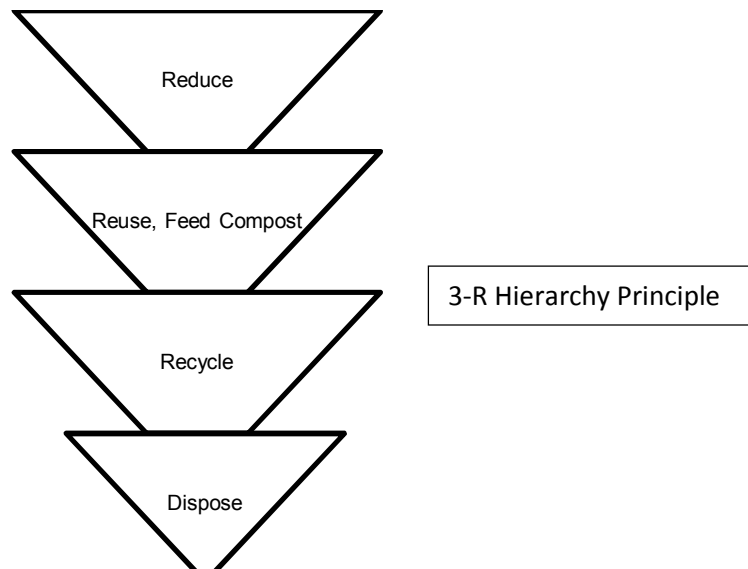 Reduce
Reuse, Feed Compost
3-R Hierarchy Principle
Recycle
Dispose